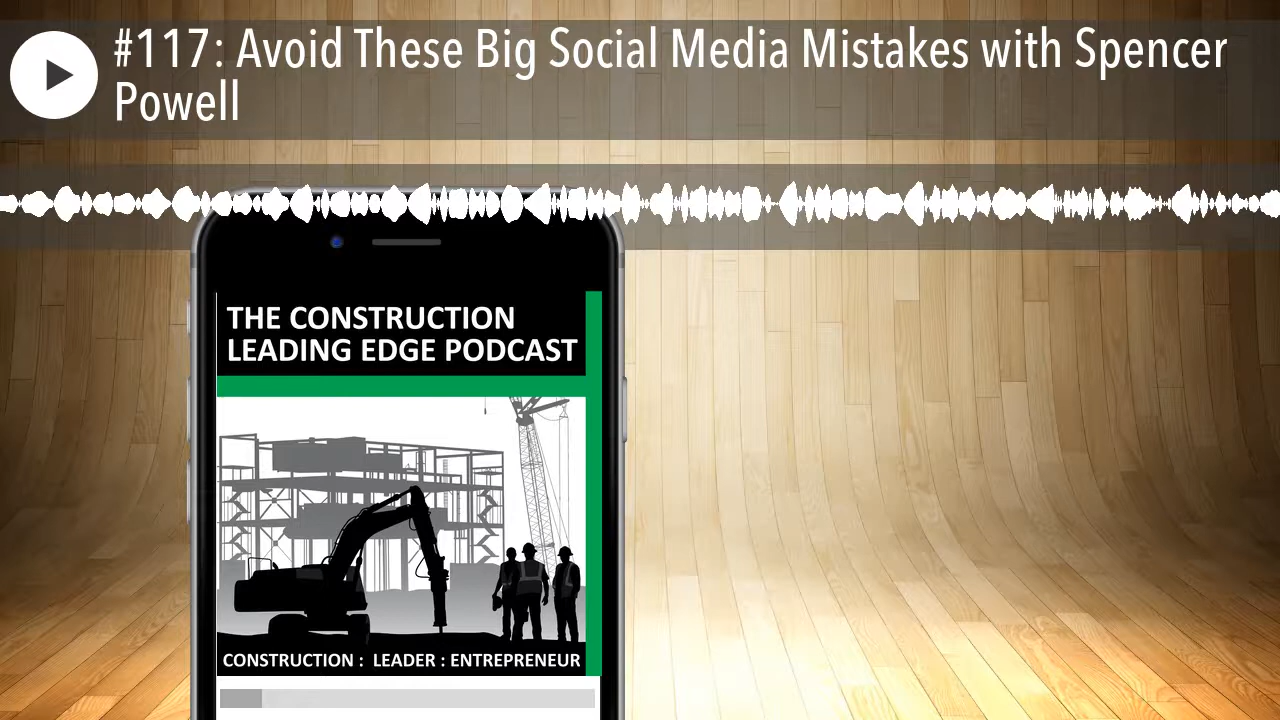 #117: Avoid These Big Social Media Mistakes with Spencer
Powell
THE CONSTRUCTION
LEADING EDGE PODCAST
CONSTRUCTION : LEADER : ENTREPRENEUR